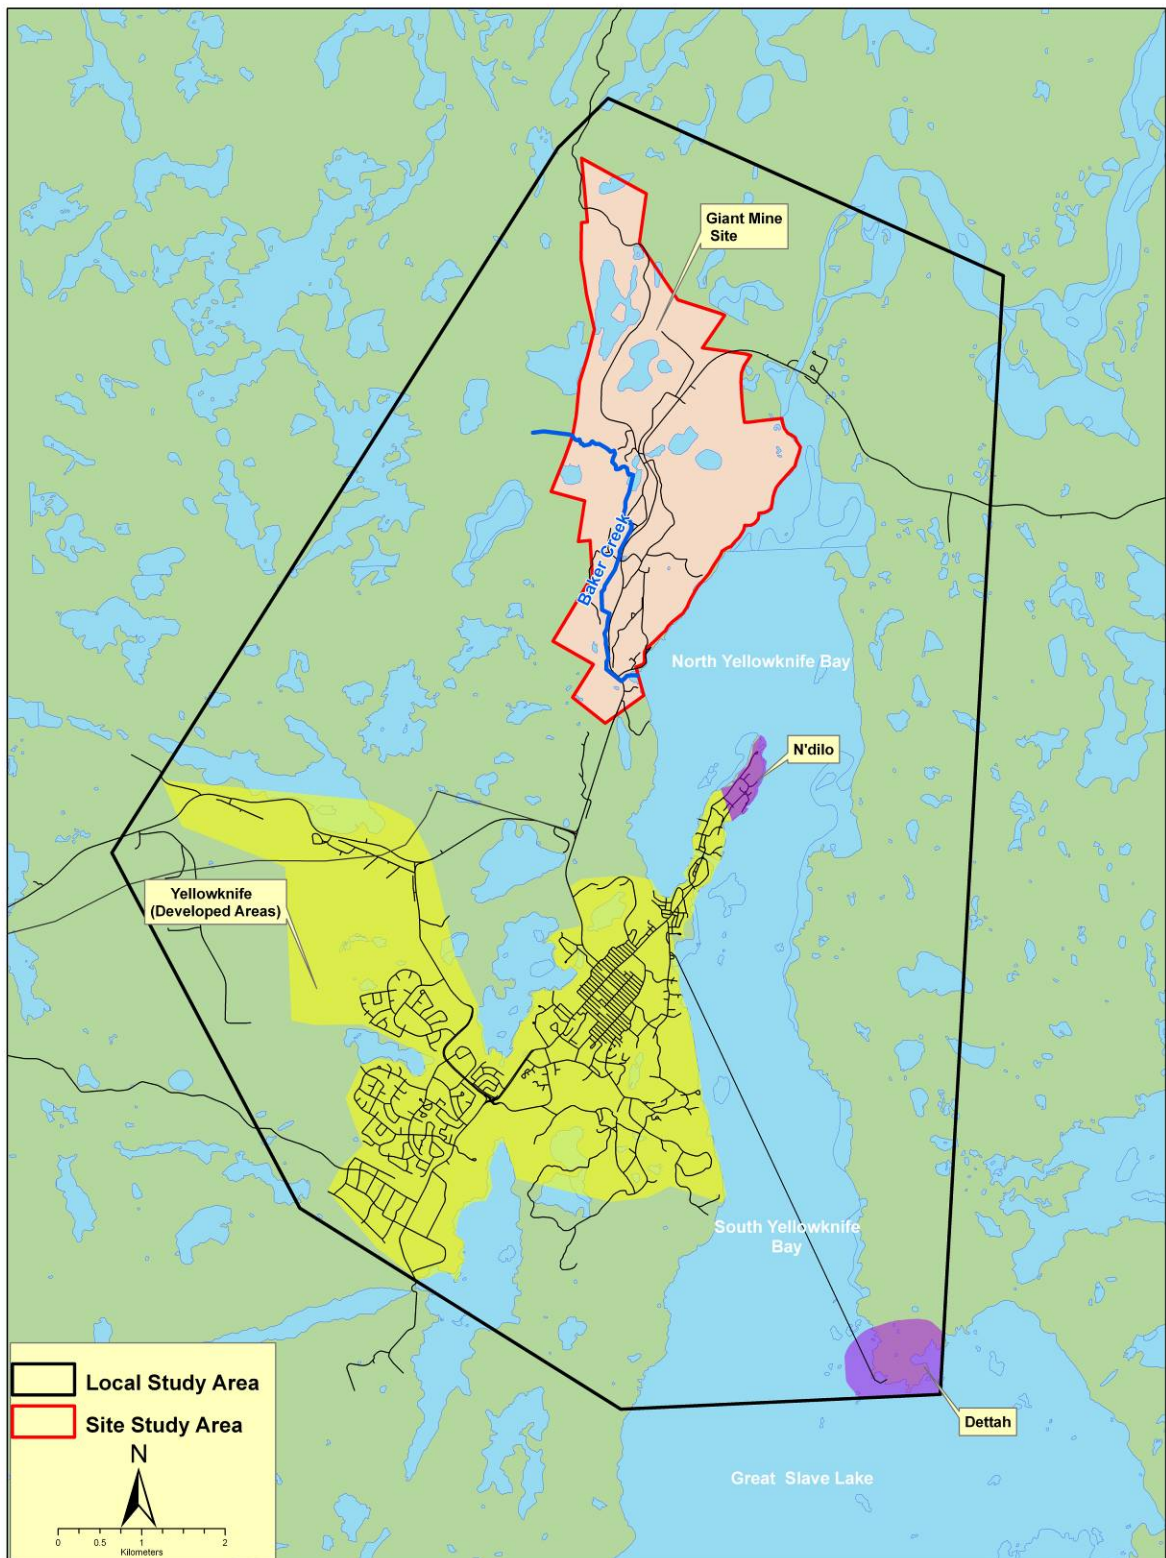 Giant Mine
Site
Baker Creek
North Yellowknife Bay
N'dilo
Yellowknife
(Developed Areas)
South Yellowknife
Bay
Dettah
Great Slave Lake
Local Study Area
Site Study Area
N
0 0.5 1 2
Kilometers